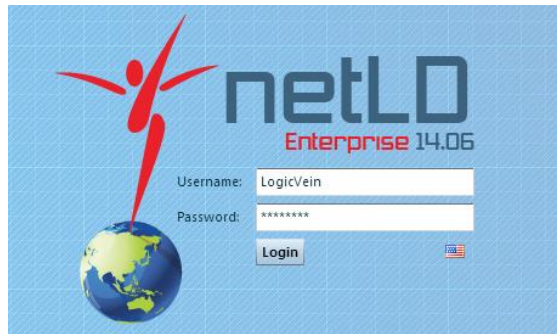 netLD
Enterprise 14.06
Username: LogicVein
Password: ********
Login